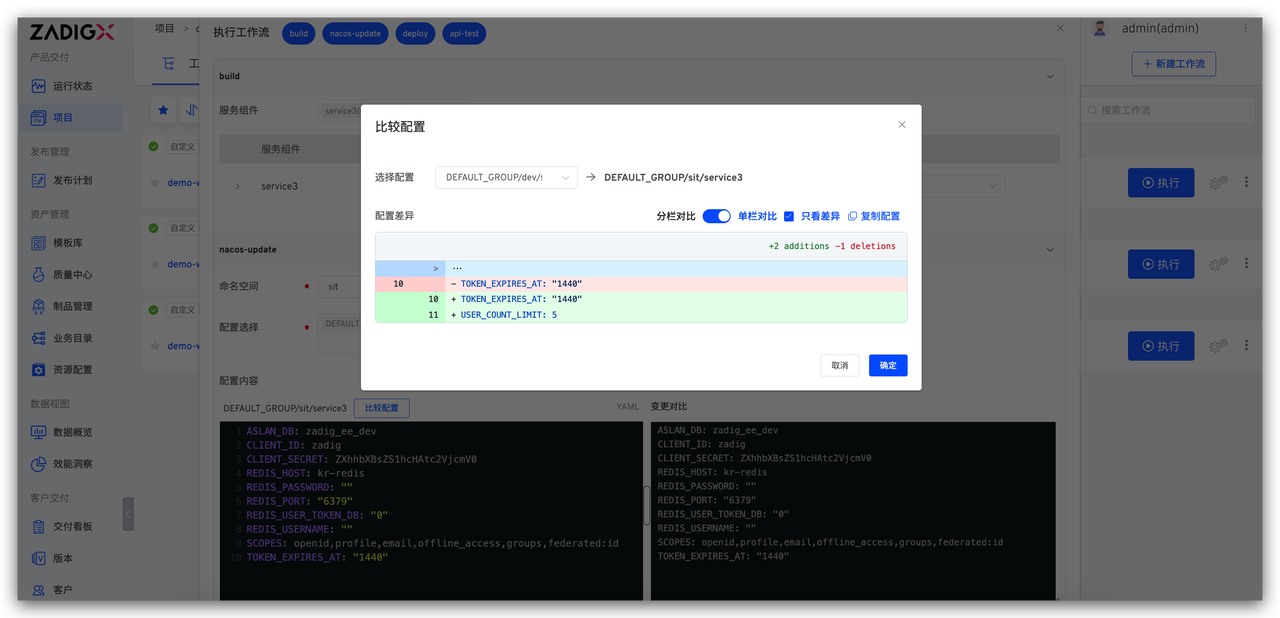 ZADIGX
产品交付
运行状态
项目
发布管理
发布计划
资产管理
模板库
质量中心
制品管理
业务目录
资源配置
数据视图
数据概览
效能洞察
客户交付
交付看板
版本
客户
项目 >
自定义
demo-w
自定义
demo-w
自定义
demo-w
执行工作流 build nacos-update deploy api-test
admin(admin)
新建工作流
搜索工作流
执行
执行
执行
build
服务组件
服务组件
service3
nacos-update
命名空间 sit
配置选择
配置内容
DEFAULT_GROUP/sit/service3 比较配置 YAML 变更对比
1 ASLAN_DB: zadig_ee_dev
2 CLIENT_ID: zadig
3 CLIENT_SECRET: ZXhhbXBsZS1hcHAtc2VjcmV0
4 REDIS_HOST: kr-redis
5 REDIS_PASSWORD: ""
6 REDIS_PORT: "6379"
7 REDIS_USER_TOKEN_DB: "0"
8 REDIS_USERNAME: ""
9 SCOPES: openid,profile,email,offline_access,groups,federated:id
10 TOKEN_EXPIRES_AT: "1440"
ASLAN_DB: zadig_ee_dev
CLIENT_ID: zadig
CLIENT_SECRET: ZXhhbXBsZS1hcHAtc2VjcmV0
REDIS_HOST: kr-redis
REDIS_PASSWORD: ""
REDIS_PORT: "6379"
REDIS_USER_TOKEN_DB: "0"
REDIS_USERNAME: ""
SCOPES: openid,profile,email,offline_access,groups,federated:id
TOKEN_EXPIRES_AT: "1440"
比较配置
选择配置 DEFAULT_GROUP/dev/ → DEFAULT_GROUP/sit/service3
配置差异 分栏对比 单栏对比 只看差异 复制配置
+2 additions -1 deletions
> ...
10 - TOKEN_EXPIRES_AT: "1440"
10 + TOKEN_EXPIRES_AT: "1440"
11 + USER_COUNT_LIMIT: 5
取消 确定